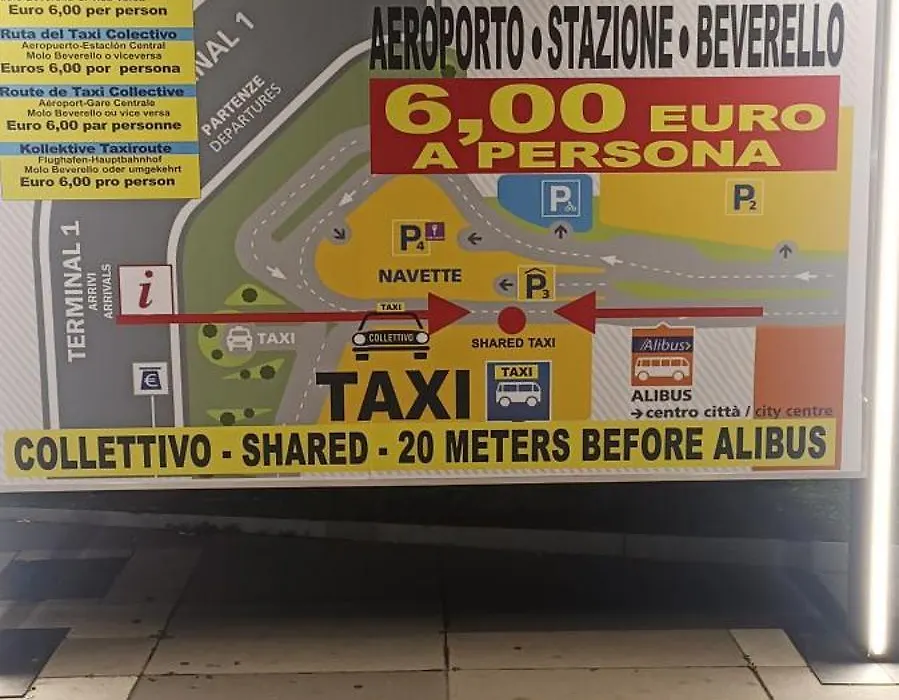 Euro 6,00 per person
Ruta del Taxi Colectivo
Aeropuerto-Estación Central
Molo Beverello o viceversa
Euros 6,00 por persona
Route de Taxi Collective
Aéroport-Gare Centrale
Molo Beverello ou vice versa
Euro 6,00 par personne
Kollektive Taxiroute
Flughafen-Hauptbahnhof
Molo Beverello oder umgekehrt
Euro 6,00 pro person
AEROPORTO • STAZIONE • BEVERELLO
6,00 EURO
A PERSONA
NAL 1
PARTENZE
DEPARTURES
TERMINAL 1
ARRIVI
ARRIVALS
i
€
P
P2
P4
NAVETTE
P3
TAXI
TAXI
COLLETTIVO
SHARED TAXI
TAXI
TAXI
Alibus>
ALIBUS
→centro città / city centre
COLLETTIVO - SHARED - 20 METERS BEFORE ALIBUS